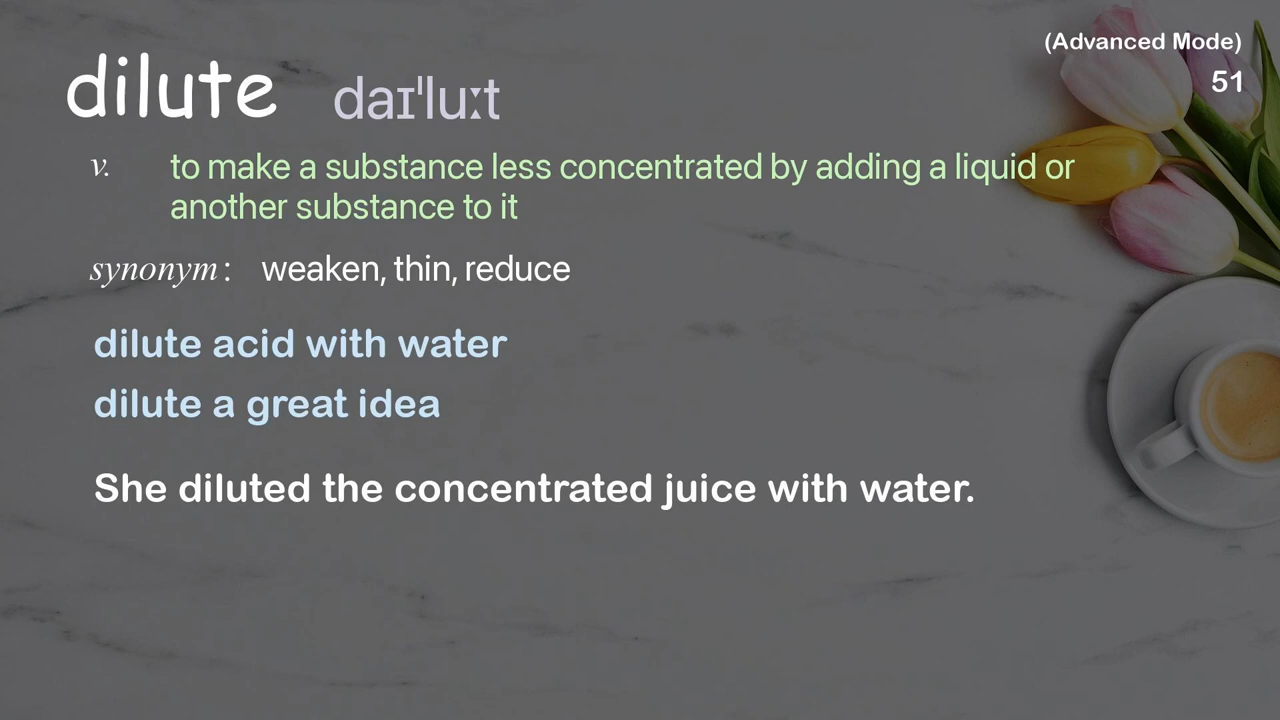 (Advanced Mode)
51
dilute daɪˈluːt
v. to make a substance less concentrated by adding a liquid or
another substance to it
synonym: weaken, thin, reduce
dilute acid with water
dilute a great idea
She diluted the concentrated juice with water.